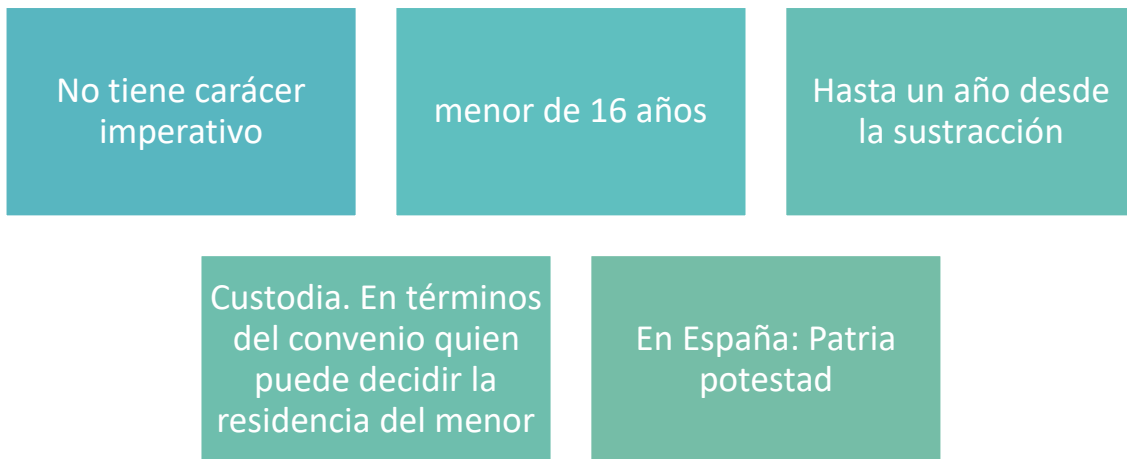 No tiene carácer
imperativo
menor de 16 años
Hasta un año desde
la sustracción
Custodia. En términos
del convenio quien
puede decidir la
residencia del menor
En España: Patria
potestad